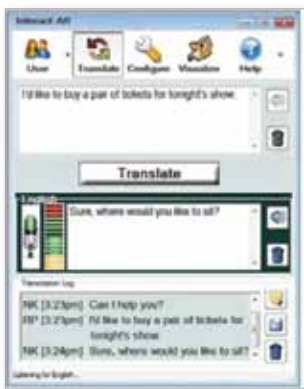 Interact AR
User Translate Configure Visualize Help
I'd like to buy a pair of tickets for tonight's show.
Translate
English
Sure, where would you like to sit?
Translation Log
NK [3:23pm] Can I help you?
RP [3:23pm] I'd like to buy a pair of tickets for
tonight's show.
NK [3:24pm] Sure, where would you like to sit?
Listening for English...